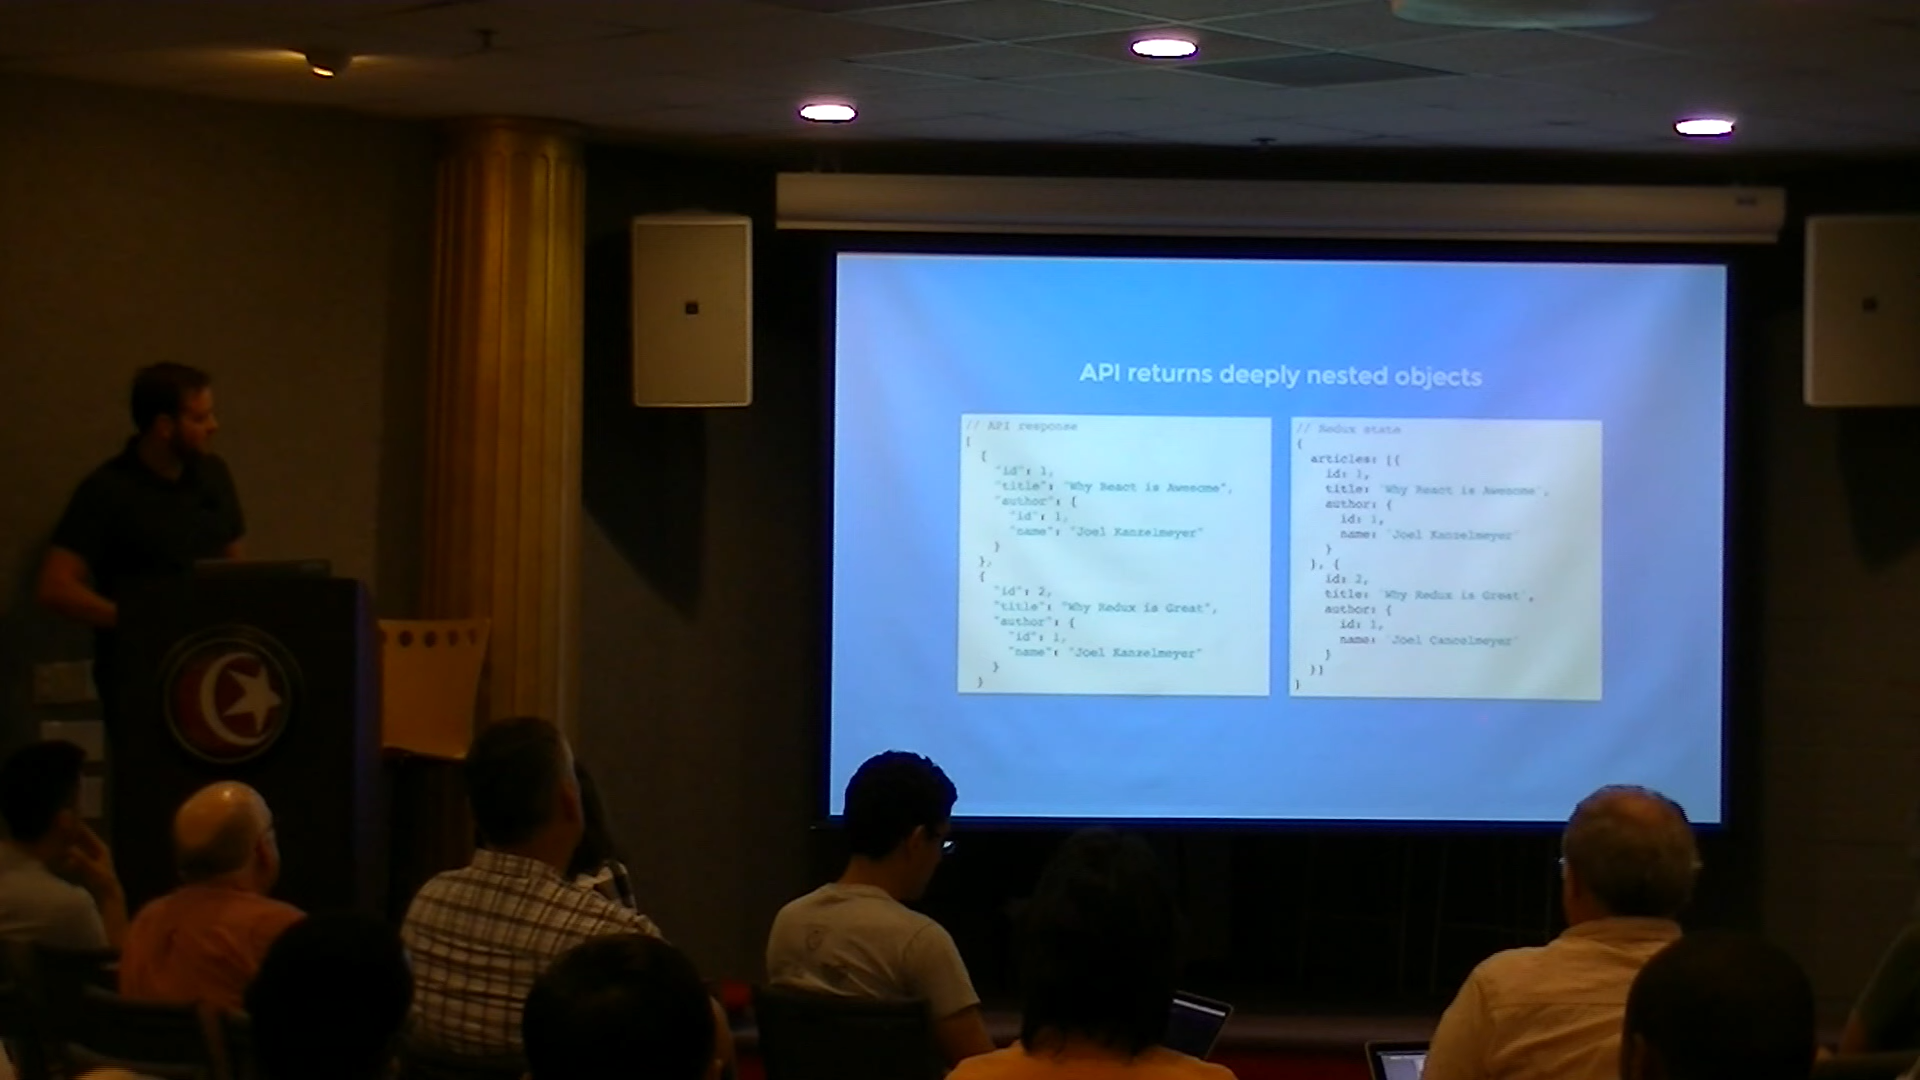 API returns deeply nested objects
// API response
[
{
"id": 1,
"title": "Why React is Awesome",
"author": {
"id": 1,
"name": "Joel Kanzelmeyer"
}
},
{
"id": 2,
"title": "Why Redux is Great",
"author": {
"id": 1,
"name": "Joel Kanzelmeyer"
}
}
// Redux state
{
articles: [{
id: 1,
title: 'Why React is Awesome',
author: {
id: 1,
name: 'Joel Kanzelmeyer'
}
}, {
id: 2,
title: 'Why Redux is Great',
author: {
id: 1,
name: 'Joel Cancelmeyer'
}
}]
}